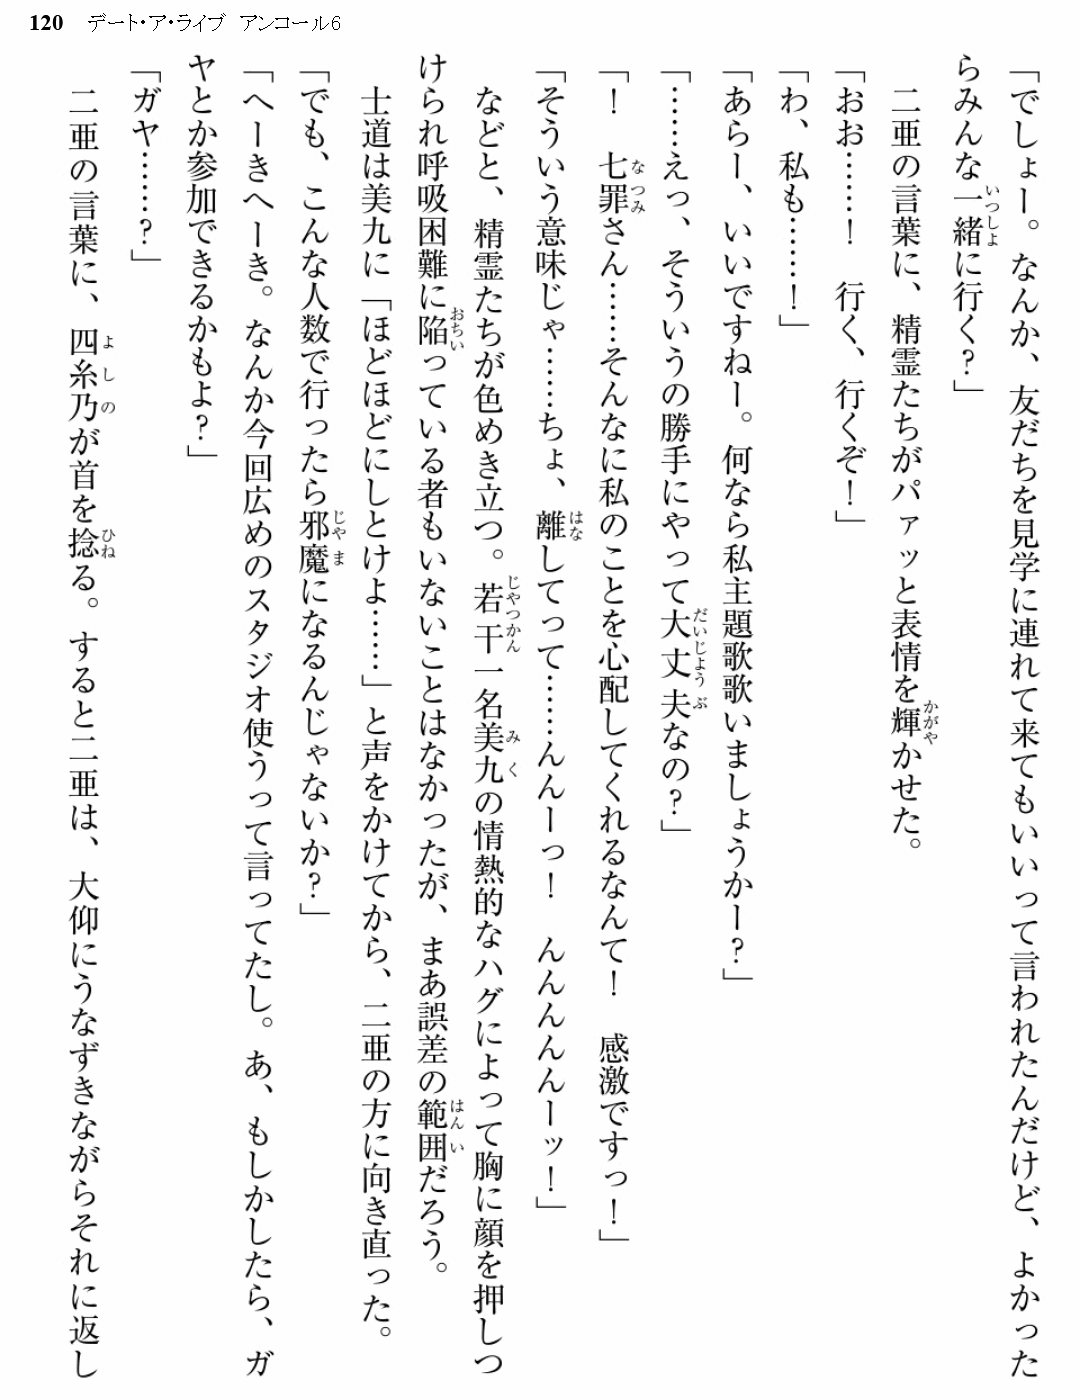 120 デート・ア・ライブ アンコール6
「でしょー。なんか、友だちを見学に連れて来てもいいって言われたんだけど、よかった
らみんな一緒に行く？」
二亜の言葉に、精霊たちがパァッと表情を輝かせた。
「おお……！　行く、行くぞ！」
「わ、私も……！」
「あらー、いいですねー。何なら私主題歌歌いましょうかー？」
「……えっ、そういうの勝手にやって大丈夫なの？」
「！　七罪さん……そんなに私のことを心配してくれるなんて！　感激ですっ！」
「そういう意味じゃ……ちょ、離してって……んんーっ！　んんんんーッ！」
などと、精霊たちが色めき立つ。若干一名美九の情熱的なハグによって胸に顔を押しつ
けられ呼吸困難に陥っている者もいないことはなかったが、まあ誤差の範囲だろう。
士道は美九に「ほどほどにしとけよ……」と声をかけてから、二亜の方に向き直った。
「でも、こんな人数で行ったら邪魔になるんじゃないか？」
「へーきへーき。なんか今回広めのスタジオ使うって言ってたし。あ、もしかしたら、ガ
ヤとか参加できるかもよ？」
「ガヤ……？」
二亜の言葉に、四糸乃が首を捻る。すると二亜は、大仰にうなずきながらそれに返し